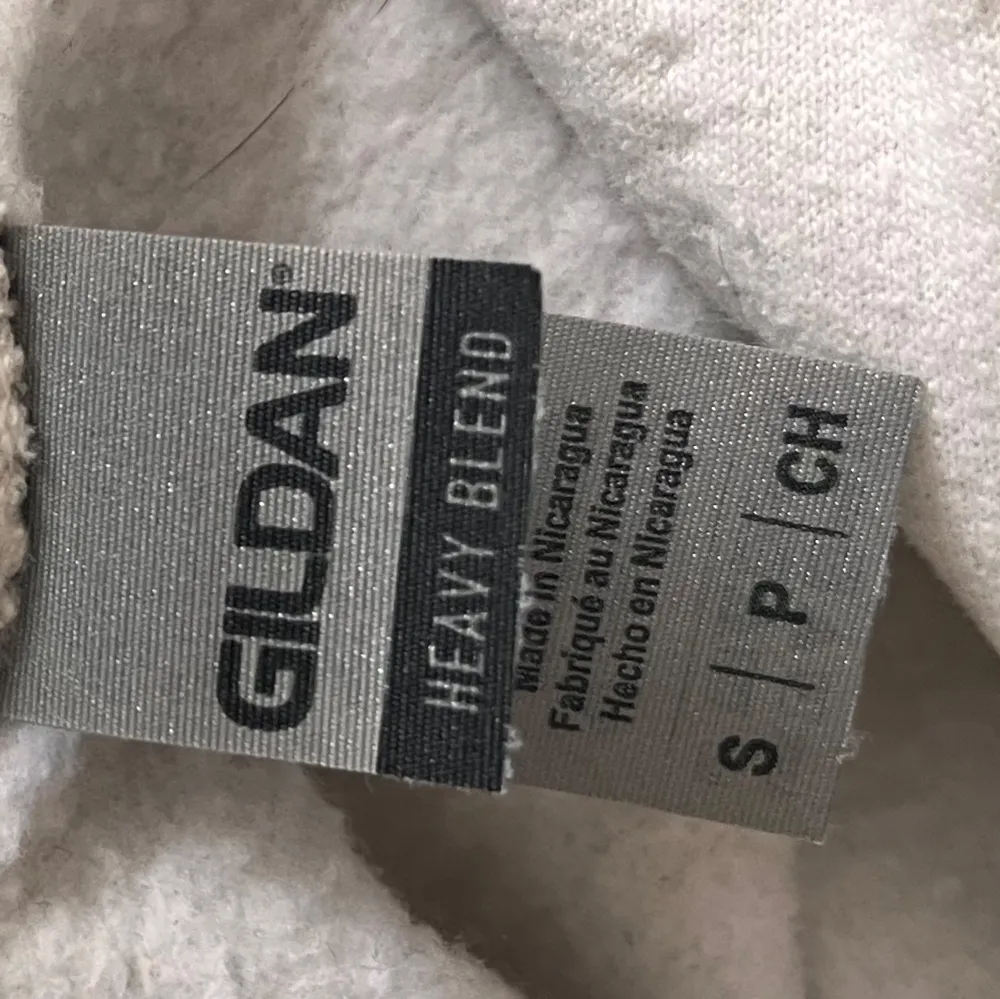 GILDAN®
HEAVY BLEND
Made in Nicaragua
Fabriqué au Nicaragua
Hecho en Nicaragua
S / P / CH